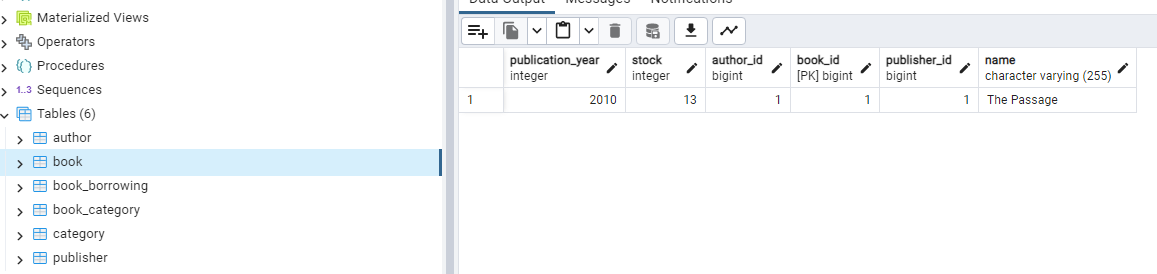 Materialized Views
Operators
Procedures
1..3 Sequences
Tables (6)
author
book
book_borrowing
book_category
category
publisher
Data Output Messages Notifications
publication_year integer
stock integer
author_id bigint
book_id [PK] bigint
publisher_id bigint
name character varying (255)
1 2010 13 1 1 1 The Passage